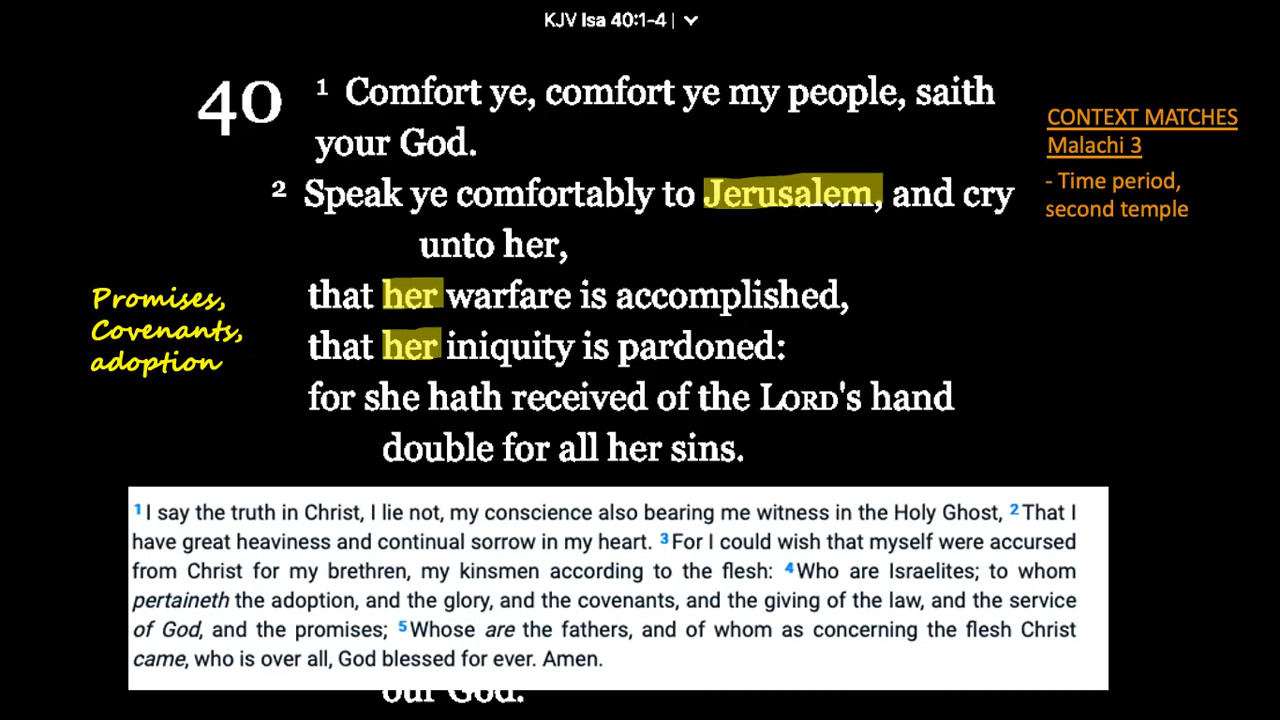 KJV Isa 40:1-4 |
40 1 Comfort ye, comfort ye my people, saith
your God.
2 Speak ye comfortably to Jerusalem, and cry
unto her,
that her warfare is accomplished,
that her iniquity is pardoned:
for she hath received of the LORD's hand
double for all her sins.
CONTEXT MATCHES
Malachi 3
- Time period,
second temple
Promises,
Covenants,
adoption
1 I say the truth in Christ, I lie not, my conscience also bearing me witness in the Holy Ghost, 2 That I
have great heaviness and continual sorrow in my heart. 3 For I could wish that myself were accursed
from Christ for my brethren, my kinsmen according to the flesh: 4 Who are Israelites; to whom
pertaineth the adoption, and the glory, and the covenants, and the giving of the law, and the service
of God, and the promises; 5 Whose are the fathers, and of whom as concerning the flesh Christ
came, who is over all, God blessed for ever. Amen.
our God.